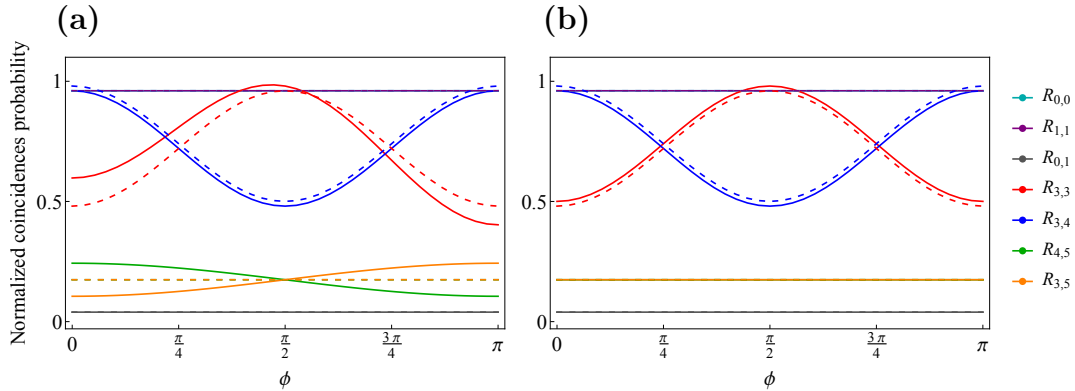 (a)
(b)
Normalized coincidences probability
1
0.5
0
0
π/4
π/2
3π/4
π
ϕ
1
0.5
0
0
π/4
π/2
3π/4
π
ϕ
R0,0
R1,1
R0,1
R3,3
R3,4
R4,5
R3,5